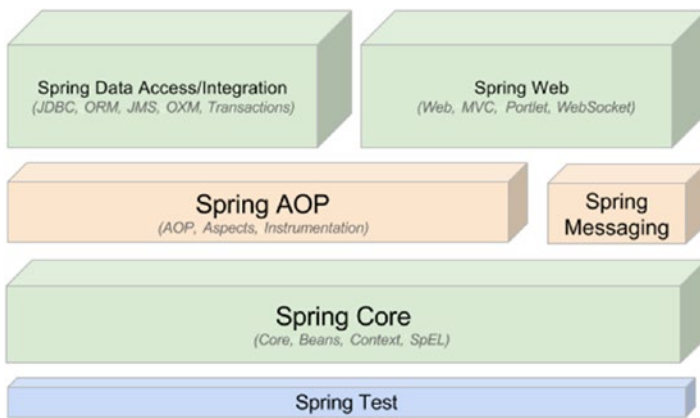 Spring Data Access/Integration
(JDBC, ORM, JMS, OXM, Transactions)
Spring Web
(Web, MVC, Portlet, WebSocket)
Spring AOP
(AOP, Aspects, Instrumentation)
Spring
Messaging
Spring Core
(Core, Beans, Context, SpEL)
Spring Test